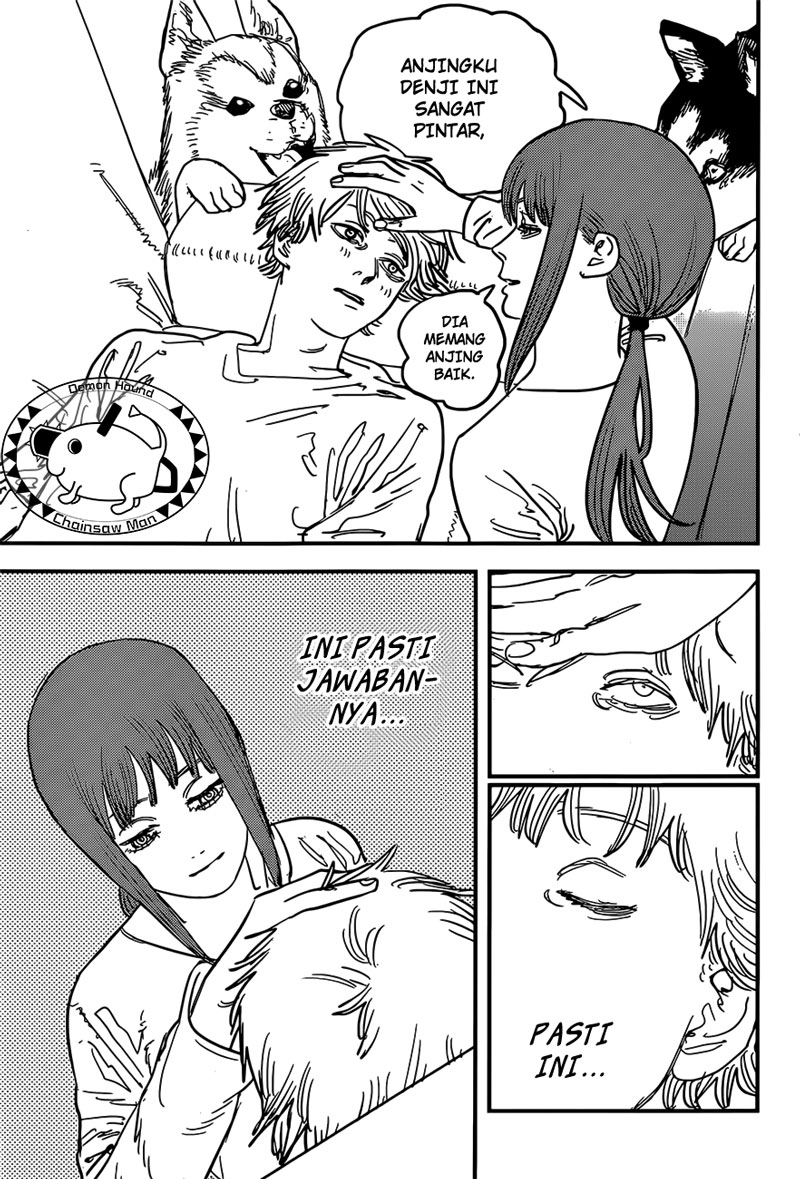 ANJINGKU
DENJI INI
SANGAT
PINTAR,
DIA
MEMANG
ANJING
BAIK.
Demon Hound
Chainsaw Man
INI PASTI
JAWABAN-
NYA...
PASTI
INI...